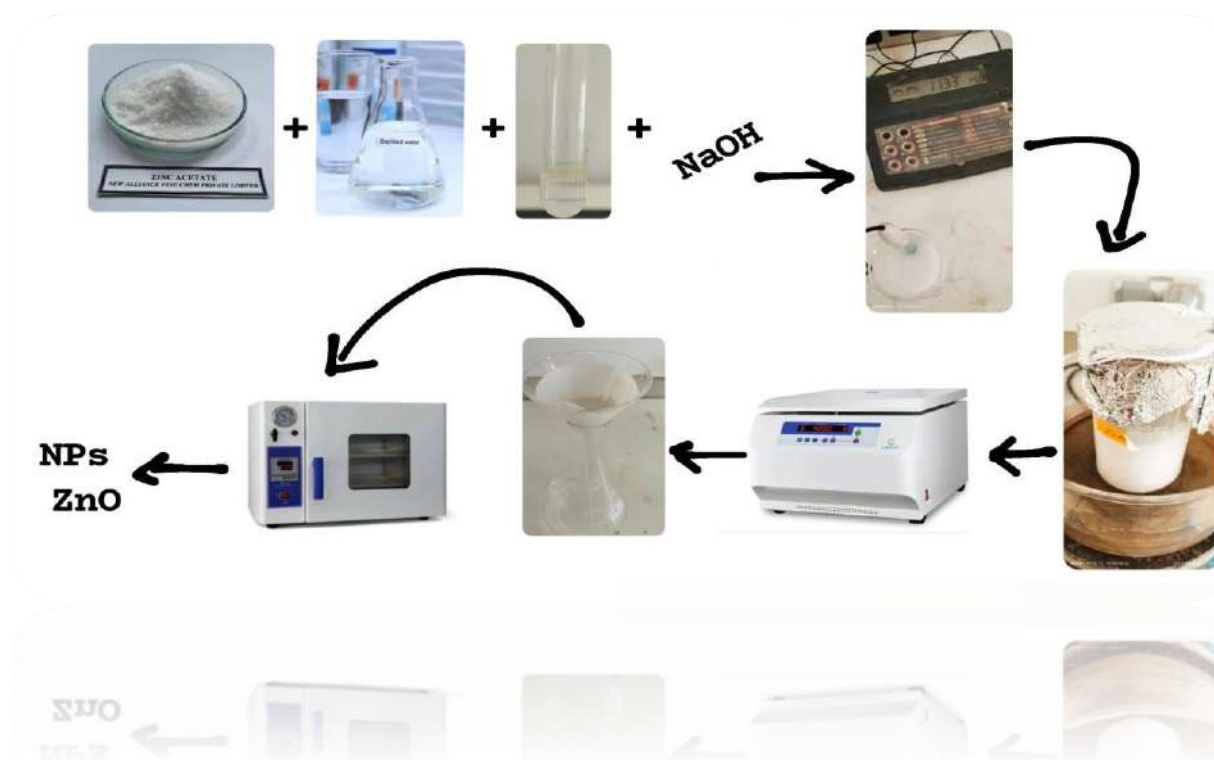 ZINC ACETATE
NEW ALLIANCE FINE CHEM PRIVATE LIMITED
+
Distilled water
+
+
NaOH
NPs
ZnO